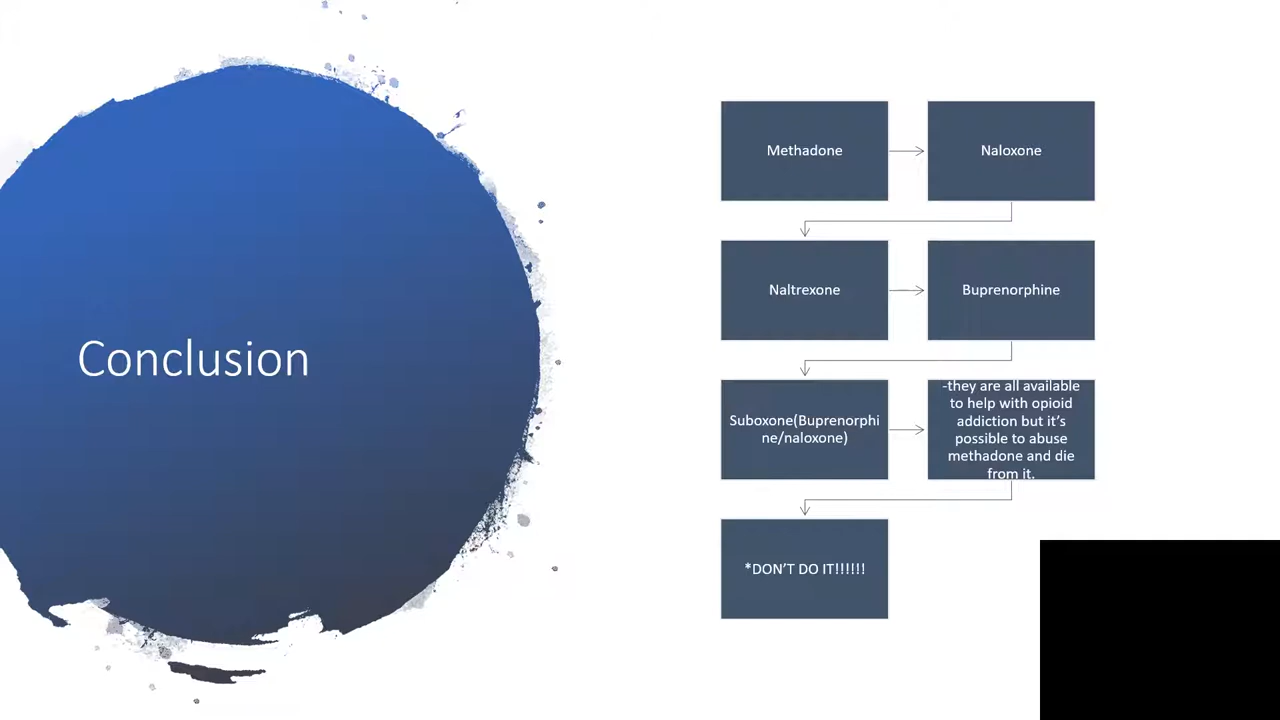 Conclusion
Methadone
Naloxone
Naltrexone
Buprenorphine
Suboxone(Buprenorphi
ne/naloxone)
-they are all available
to help with opioid
addiction but it’s
possible to abuse
methadone and die
from it.
*DON’T DO IT!!!!!!